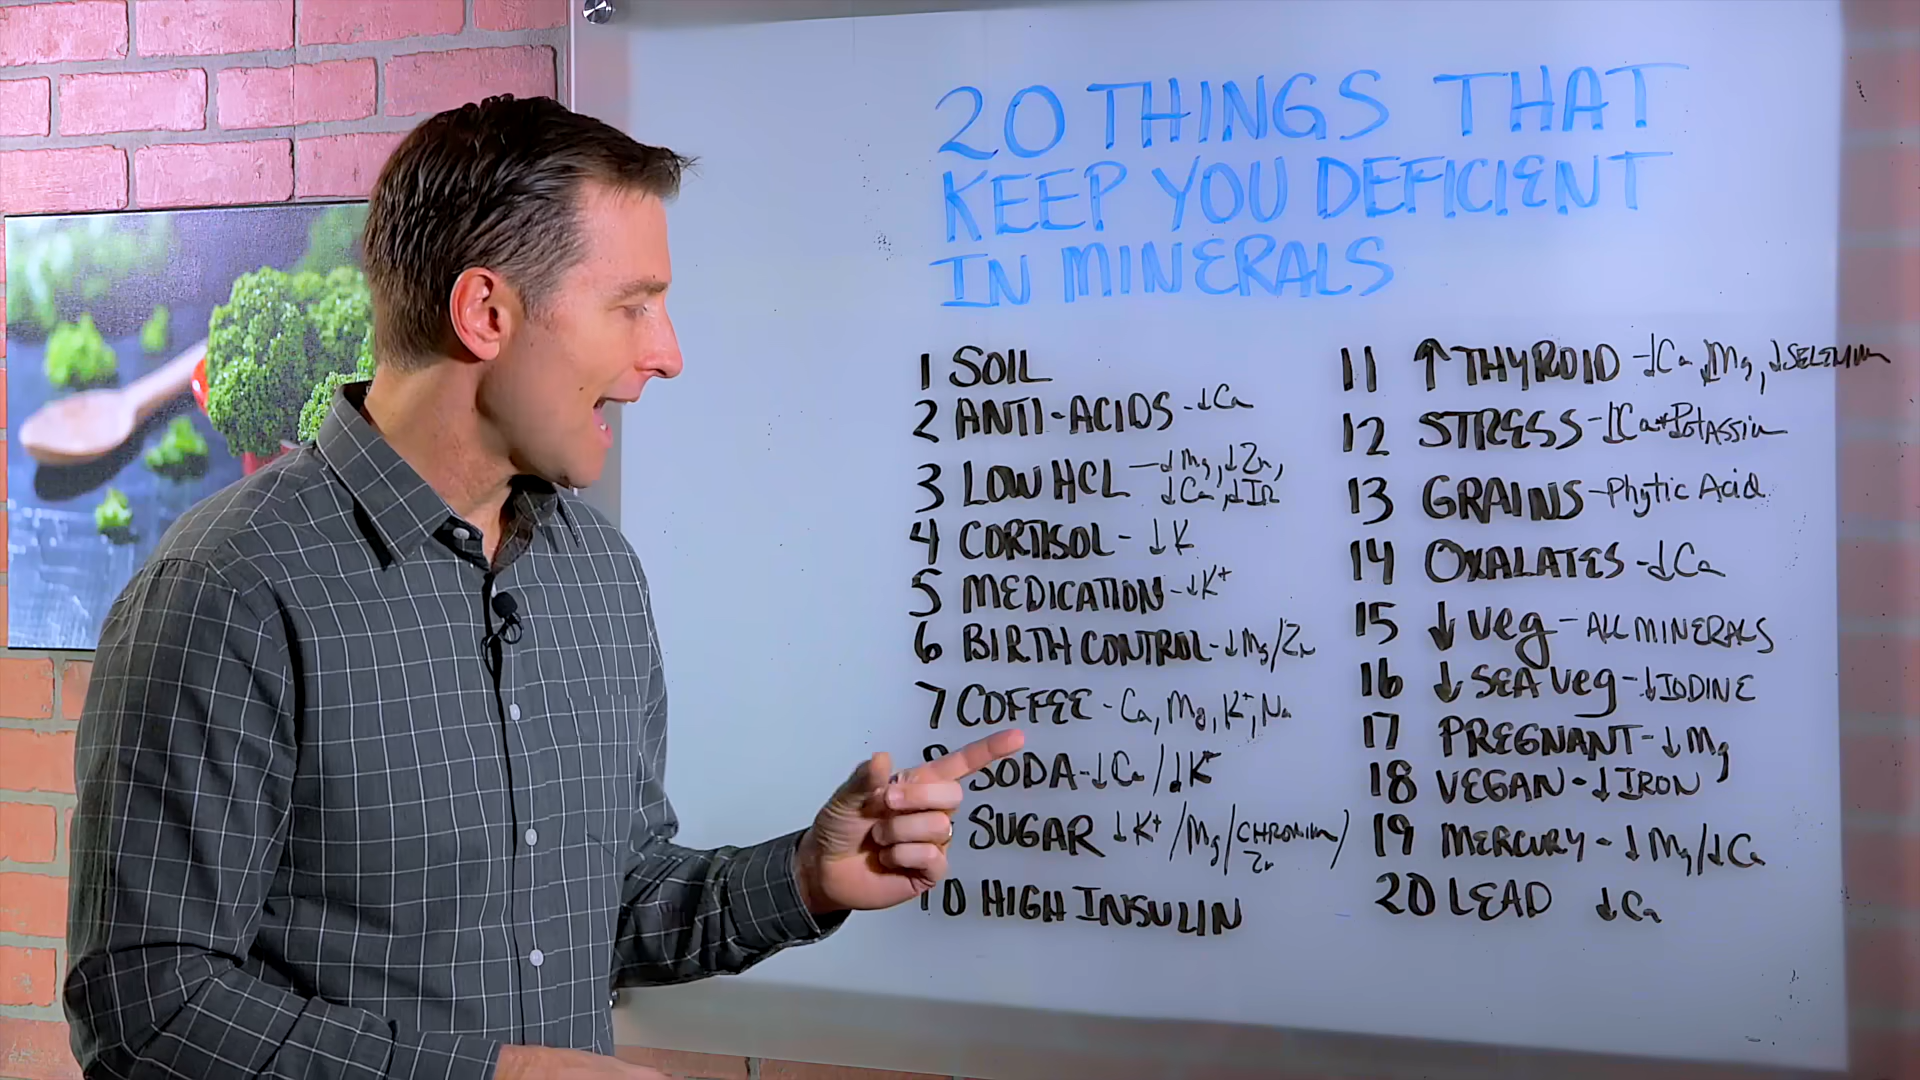 20 THINGS THAT
KEEP YOU DEFICIENT
IN MINERALS
1 SOIL
2 ANTI-ACIDS - ↓Ca
3 LOW HCL - ↓Mg, ↓Zn,
↓Ca, ↓IR
4 CORTISOL - ↓K
5 MEDICATION - ↓K+
6 BIRTH CONTROL - ↓Mg/Zn
7 COFFEE - Ca, Mg, K+, Na
SODA - ↓Ca / ↓K+
SUGAR ↓K+ / Mg / CHROMIUM /
Zn
10 HIGH INSULIN
11 ↑ THYROID - ↓Ca, ↓Mg, ↓SELENIUM
12 STRESS - ↓Ca + Potassium
13 GRAINS - Phytic Acid
14 OXALATES - ↓Ca
15 ↓ Veg - ALL MINERALS
16 ↓ SEA Veg - ↓IODINE
17 PREGNANT - ↓Mg
18 VEGAN - ↓IRON
19 MERCURY - ↓Mg/↓Ca
20 LEAD ↓Ca